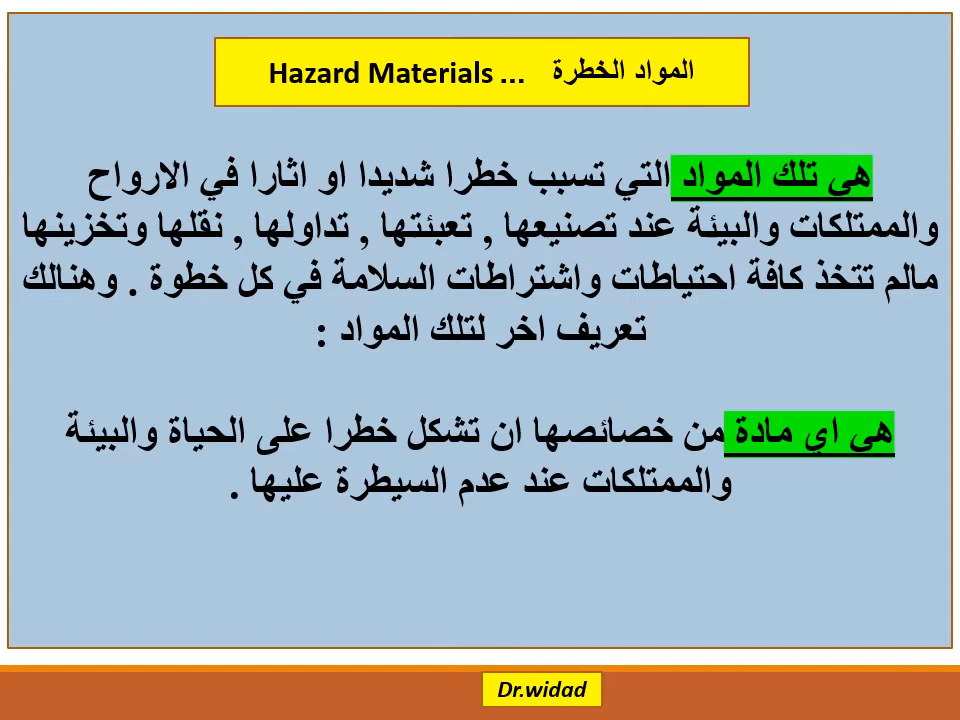 Hazard Materials ... المواد الخطرة
هي تلك المواد التي تسبب خطرا شديدا او اثارا في الارواح
والممتلكات والبيئة عند تصنيعها , تعبئتها , تداولها , نقلها وتخزينها
مالم تتخذ كافة احتياطات واشتراطات السلامة في كل خطوة . وهنالك
تعريف اخر لتلك المواد :
هي اي مادة من خصائصها ان تشكل خطرا على الحياة والبيئة
والممتلكات عند عدم السيطرة عليها .
Dr.widad